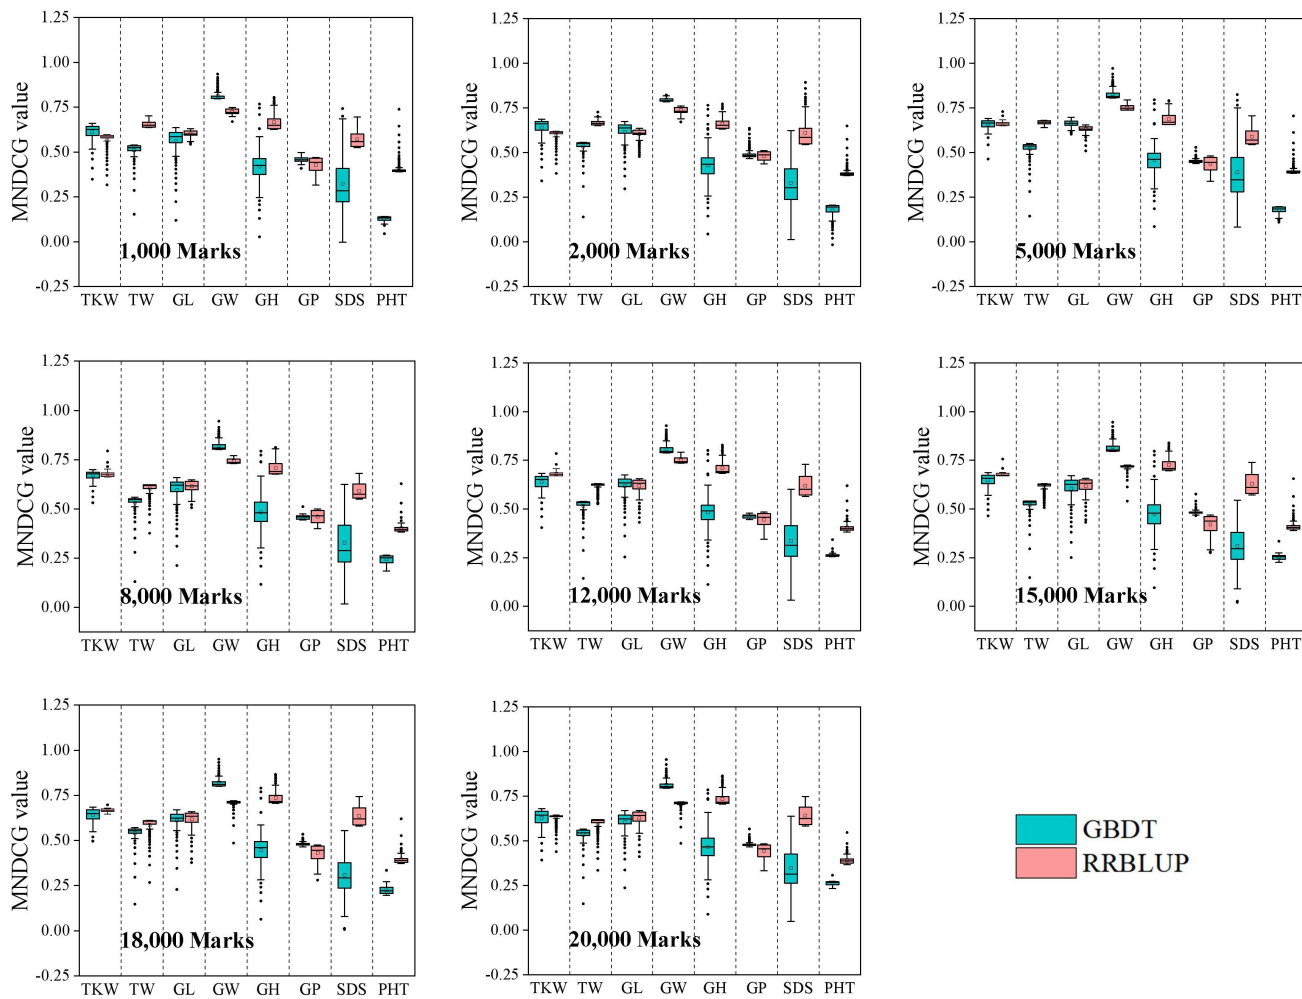 MNDCG value
1.25
1.00
0.75
0.50
0.25
0.00
-0.25
1,000 Marks
TKW TW GL GW GH GP SDS PHT
MNDCG value
1.25
1.00
0.75
0.50
0.25
0.00
-0.25
2,000 Marks
TKW TW GL GW GH GP SDS PHT
MNDCG value
1.25
1.00
0.75
0.50
0.25
0.00
-0.25
5,000 Marks
TKW TW GL GW GH GP SDS PHT
MNDCG value
1.25
1.00
0.75
0.50
0.25
0.00
8,000 Marks
TKW TW GL GW GH GP SDS PHT
MNDCG value
1.25
1.00
0.75
0.50
0.25
0.00
12,000 Marks
TKW TW GL GW GH GP SDS PHT
MNDCG value
1.25
1.00
0.75
0.50
0.25
0.00
15,000 Marks
TKW TW GL GW GH GP SDS PHT
MNDCG value
1.25
1.00
0.75
0.50
0.25
0.00
-0.25
18,000 Marks
TKW TW GL GW GH GP SDS PHT
MNDCG value
1.25
1.00
0.75
0.50
0.25
0.00
-0.25
20,000 Marks
TKW TW GL GW GH GP SDS PHT
GBDT
RRBLUP